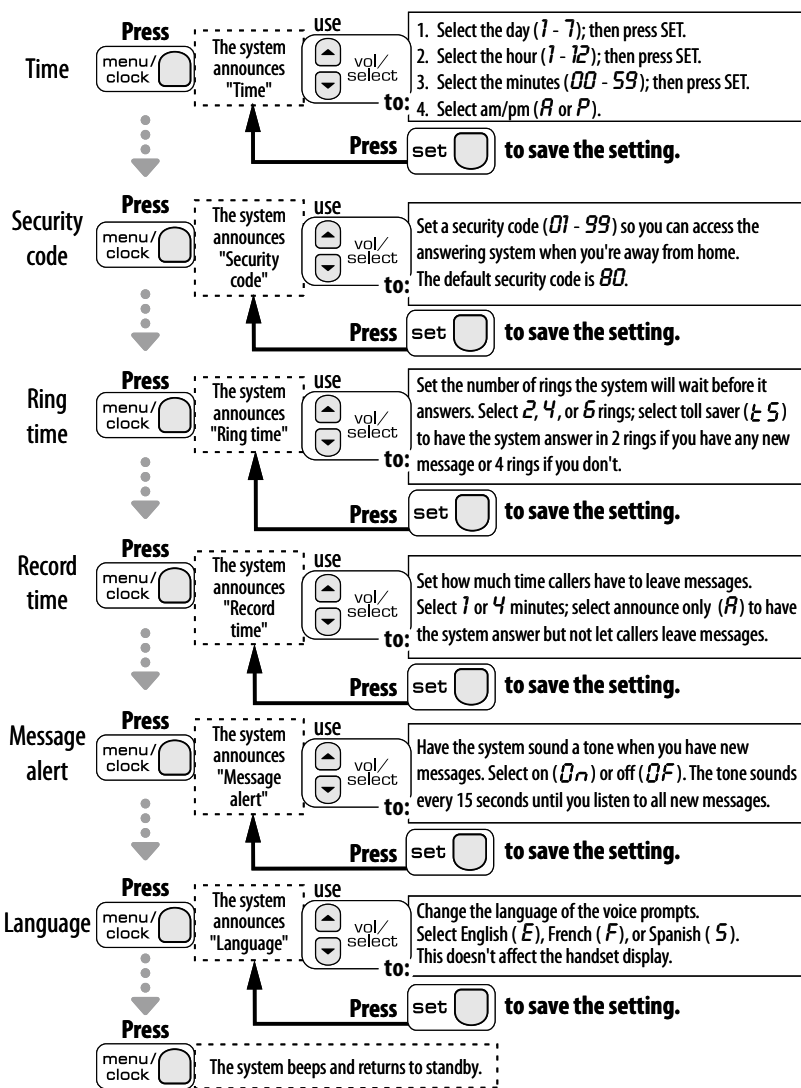 Time
Press
menu/
clock
The system
announces
"Time"
use
vol/
select
to:
1. Select the day (1 - 7); then press SET.
2. Select the hour (1 - 12); then press SET.
3. Select the minutes (00 - 59); then press SET.
4. Select am/pm (A or P).
Press set to save the setting.
Security
code
Press
menu/
clock
The system
announces
"Security
code"
use
vol/
select
to:
Set a security code (01 - 99) so you can access the
answering system when you're away from home.
The default security code is 80.
Press set to save the setting.
Ring
time
Press
menu/
clock
The system
announces
"Ring time"
use
vol/
select
to:
Set the number of rings the system will wait before it
answers. Select 2, 4, or 6 rings; select toll saver (t S)
to have the system answer in 2 rings if you have any new
message or 4 rings if you don't.
Press set to save the setting.
Record
time
Press
menu/
clock
The system
announces
"Record
time"
use
vol/
select
to:
Set how much time callers have to leave messages.
Select 1 or 4 minutes; select announce only (A) to have
the system answer but not let callers leave messages.
Press set to save the setting.
Message
alert
Press
menu/
clock
The system
announces
"Message
alert"
use
vol/
select
to:
Have the system sound a tone when you have new
messages. Select on (On) or off (OF). The tone sounds
every 15 seconds until you listen to all new messages.
Press set to save the setting.
Language
Press
menu/
clock
The system
announces
"Language"
use
vol/
select
to:
Change the language of the voice prompts.
Select English (E), French (F), or Spanish (S).
This doesn't affect the handset display.
Press set to save the setting.
Press
menu/
clock
The system beeps and returns to standby.